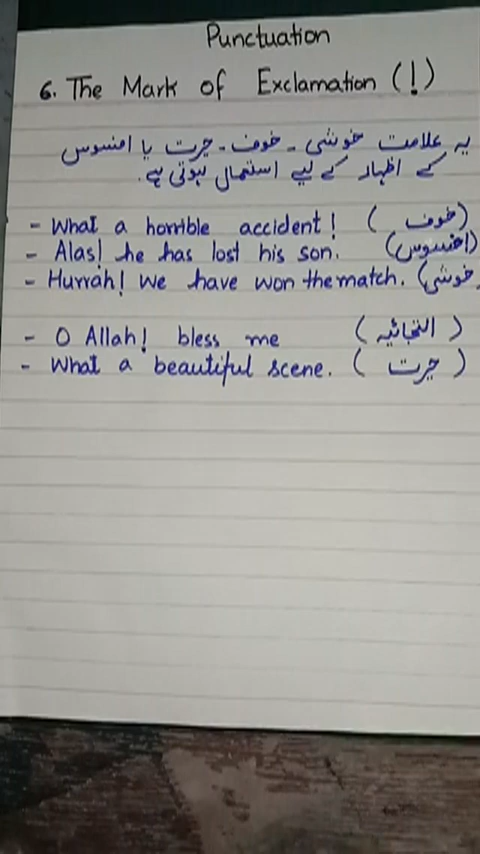 Punctuation
6. The Mark of Exclamation (!)
یہ علامت خوشی - خوف - حیرت یا افسوس
کے اظہار کے لیے استعمال ہوتی ہے۔
- What a horrible accident! (خوف)
- Alas! he has lost his son. (افسوس)
- Hurrah! We have won the match. (خوشی
- O Allah! bless me (التجائیہ)
- What a beautiful scene. (حیرت)